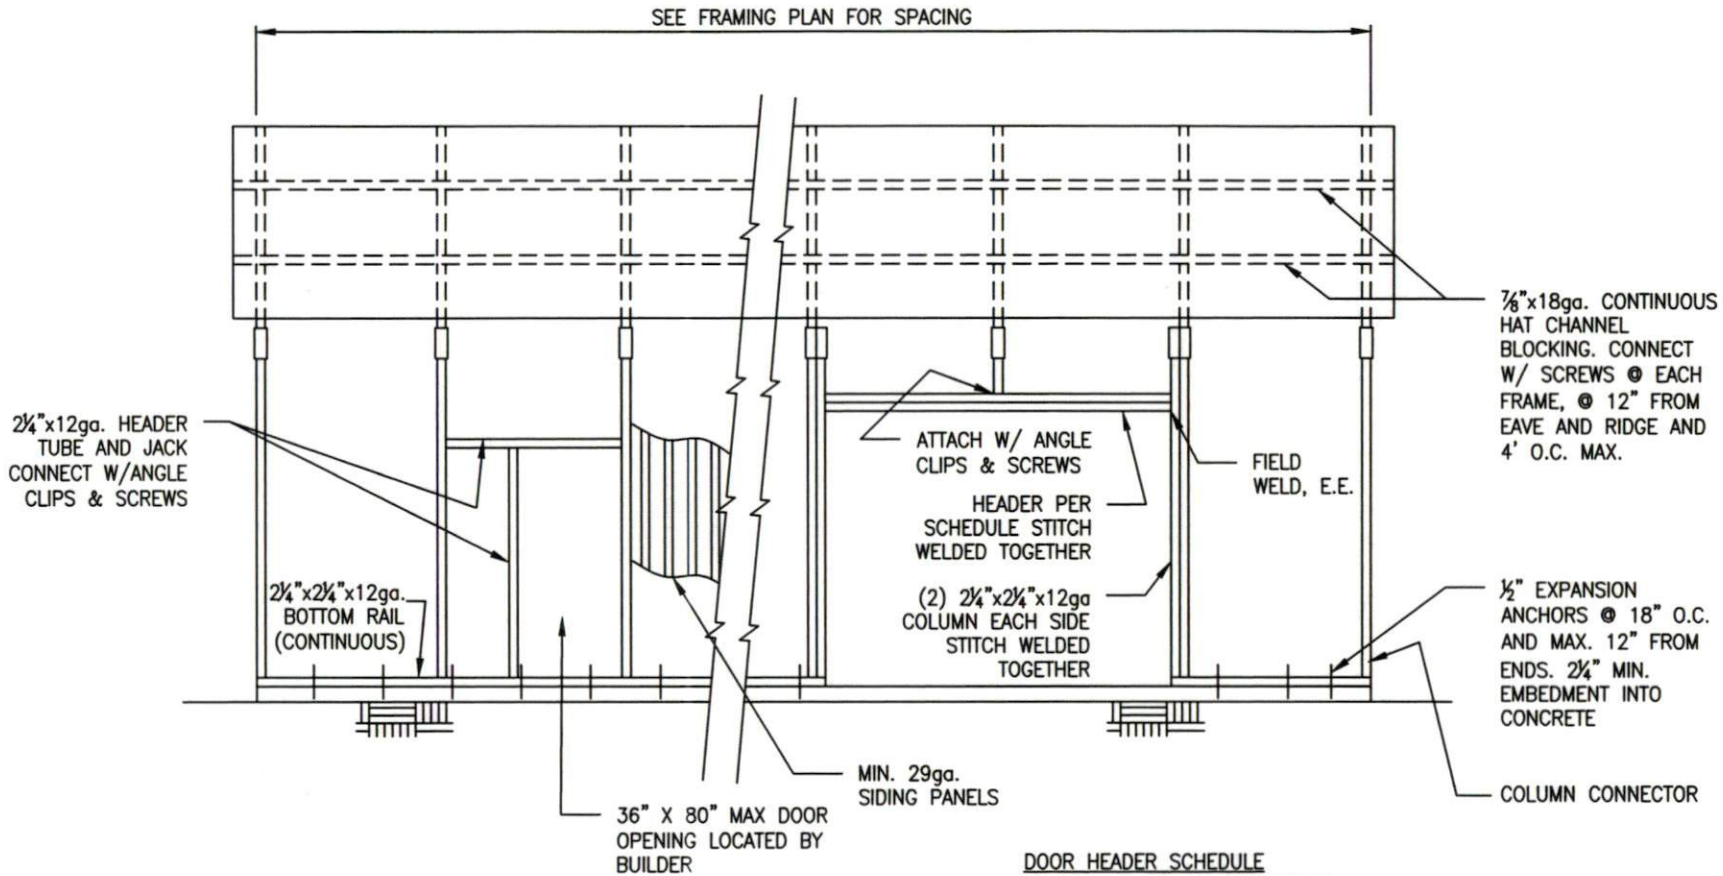 SEE FRAMING PLAN FOR SPACING
⅞"x18ga. CONTINUOUS
HAT CHANNEL
BLOCKING. CONNECT
W/ SCREWS @ EACH
FRAME, @ 12" FROM
EAVE AND RIDGE AND
4' O.C. MAX.
2¼"x12ga. HEADER
TUBE AND JACK
CONNECT W/ANGLE
CLIPS & SCREWS
ATTACH W/ ANGLE
CLIPS & SCREWS
FIELD
WELD, E.E.
HEADER PER
SCHEDULE STITCH
WELDED TOGETHER
2¼"x2¼"x12ga.
BOTTOM RAIL
(CONTINUOUS)
(2) 2¼"x2¼"x12ga
COLUMN EACH SIDE
STITCH WELDED
TOGETHER
½" EXPANSION
ANCHORS @ 18" O.C.
AND MAX. 12" FROM
ENDS. 2¼" MIN.
EMBEDMENT INTO
CONCRETE
MIN. 29ga.
SIDING PANELS
COLUMN CONNECTOR
36" X 80" MAX DOOR
OPENING LOCATED BY
BUILDER
DOOR HEADER SCHEDULE